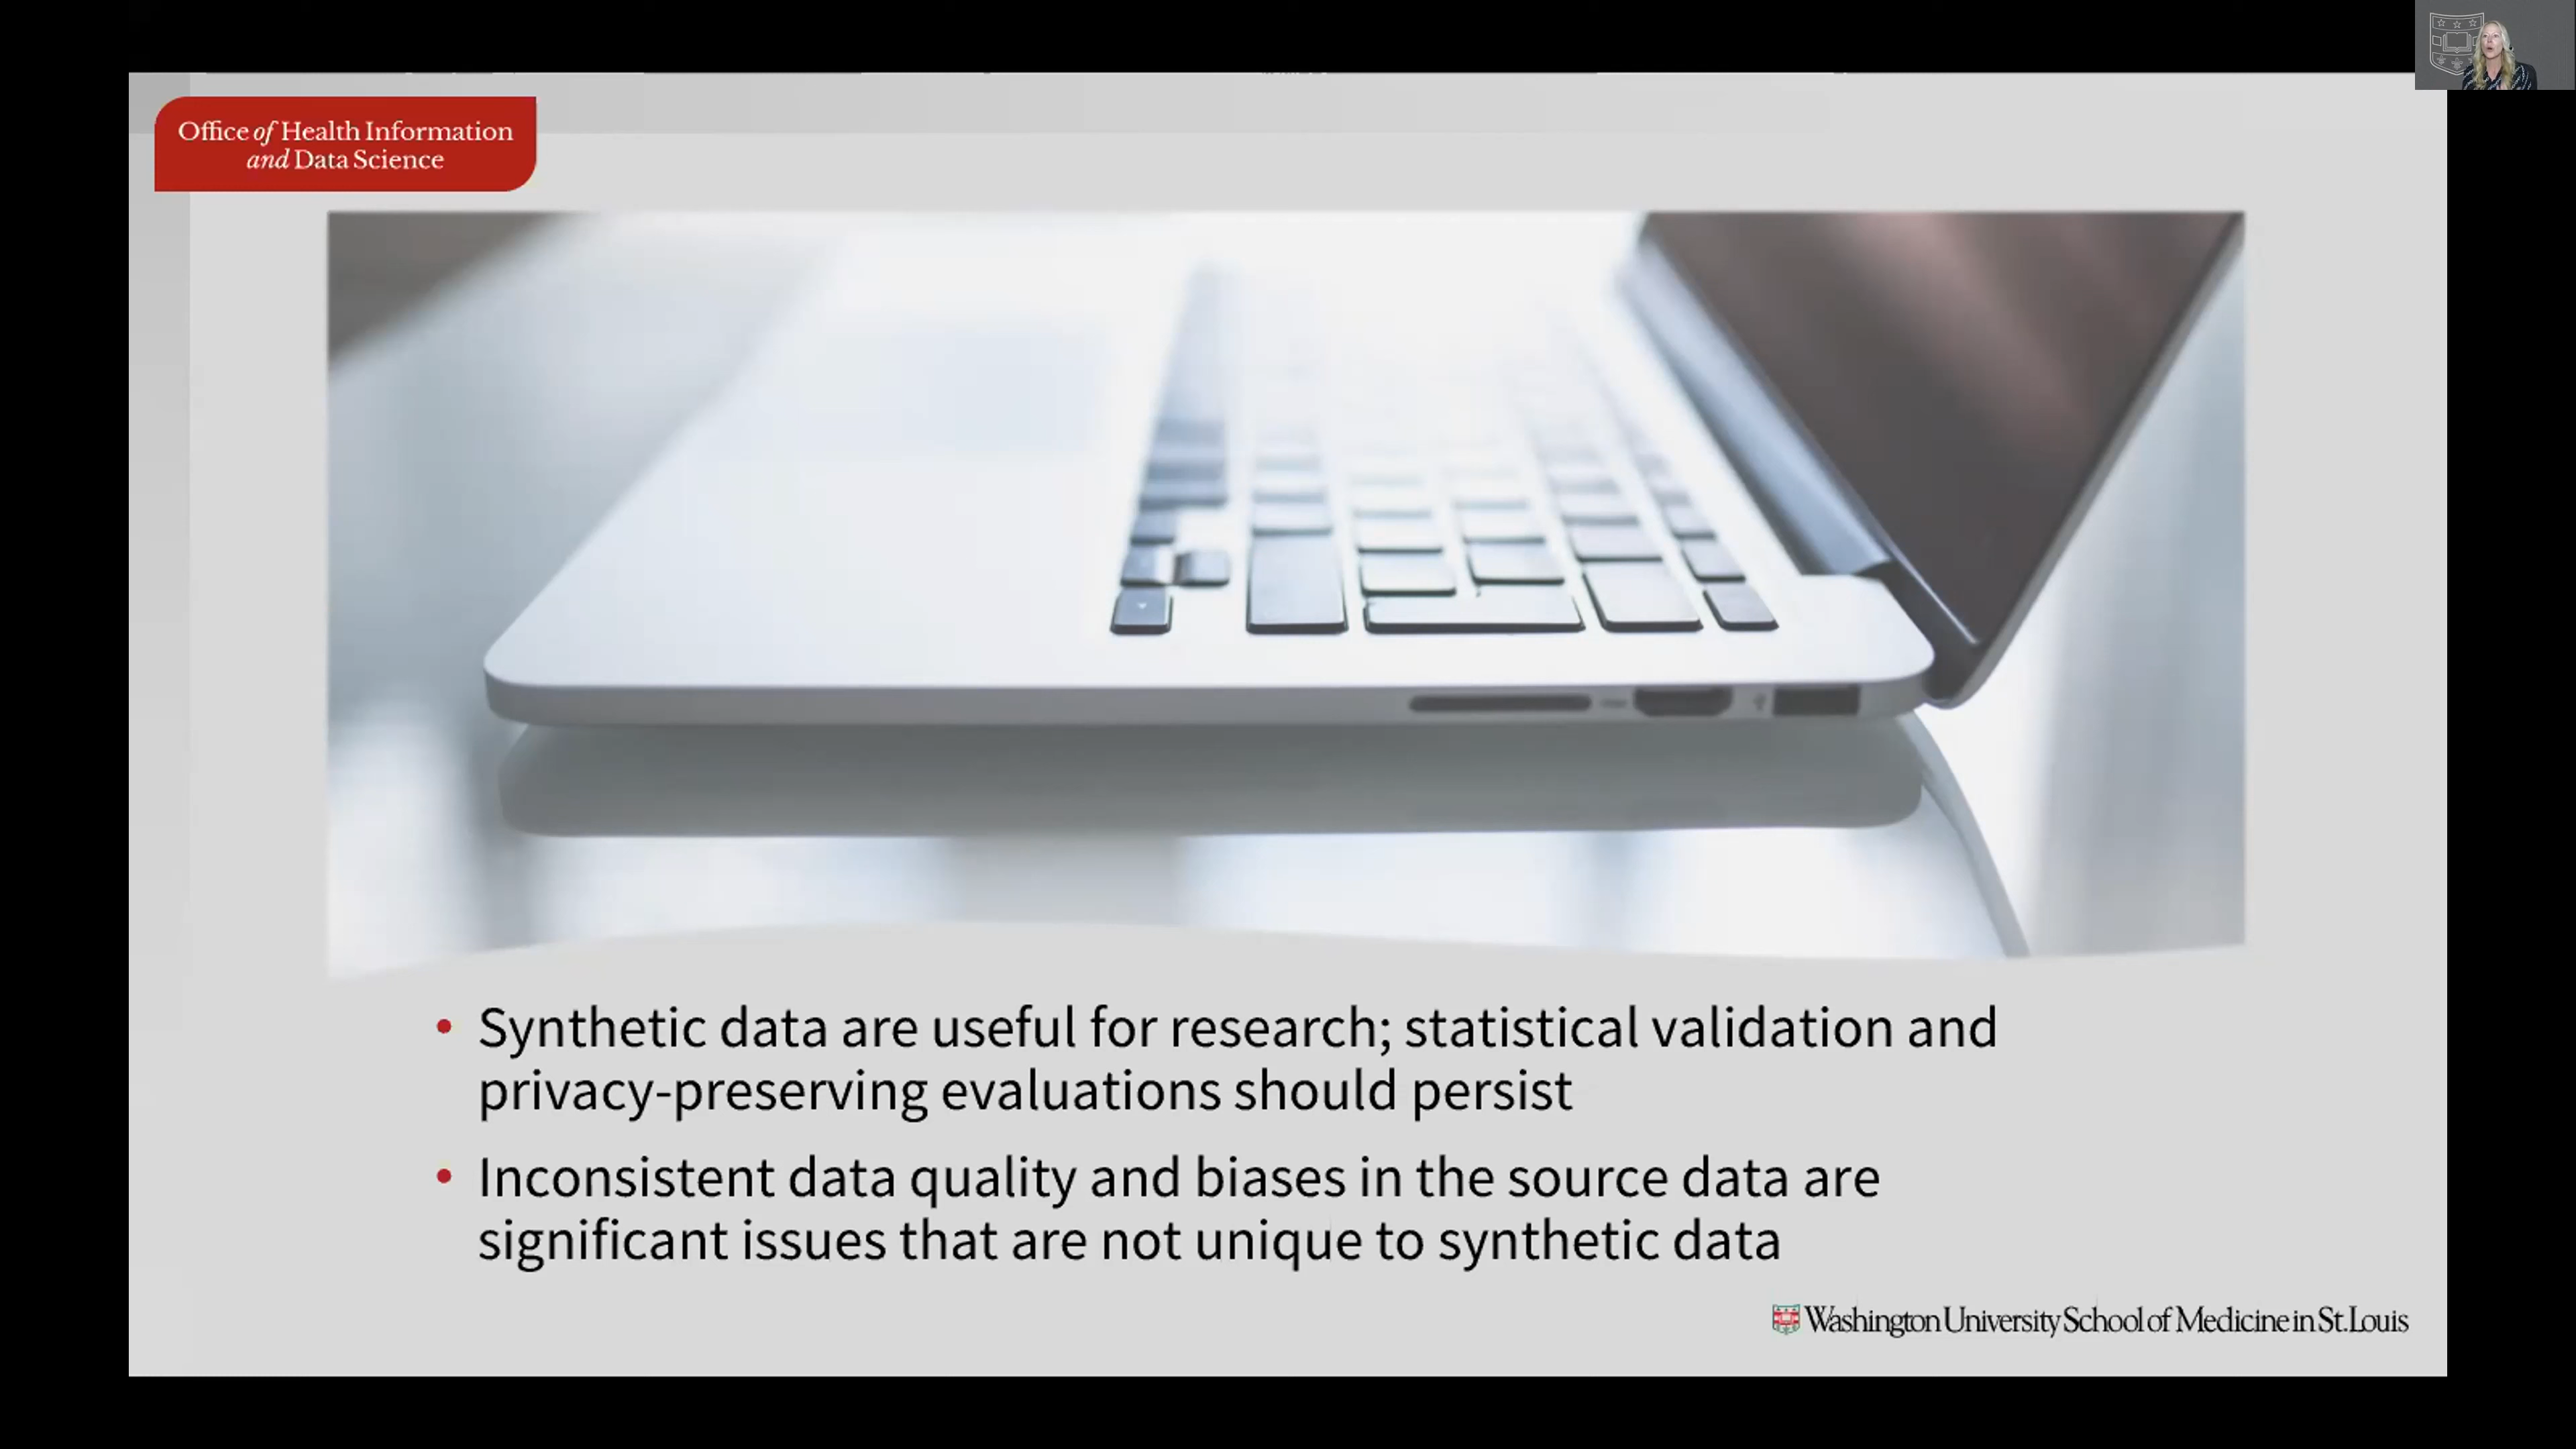 Office of Health Information
and Data Science
• Synthetic data are useful for research; statistical validation and
privacy-preserving evaluations should persist
• Inconsistent data quality and biases in the source data are
significant issues that are not unique to synthetic data
Washington University School of Medicine in St. Louis